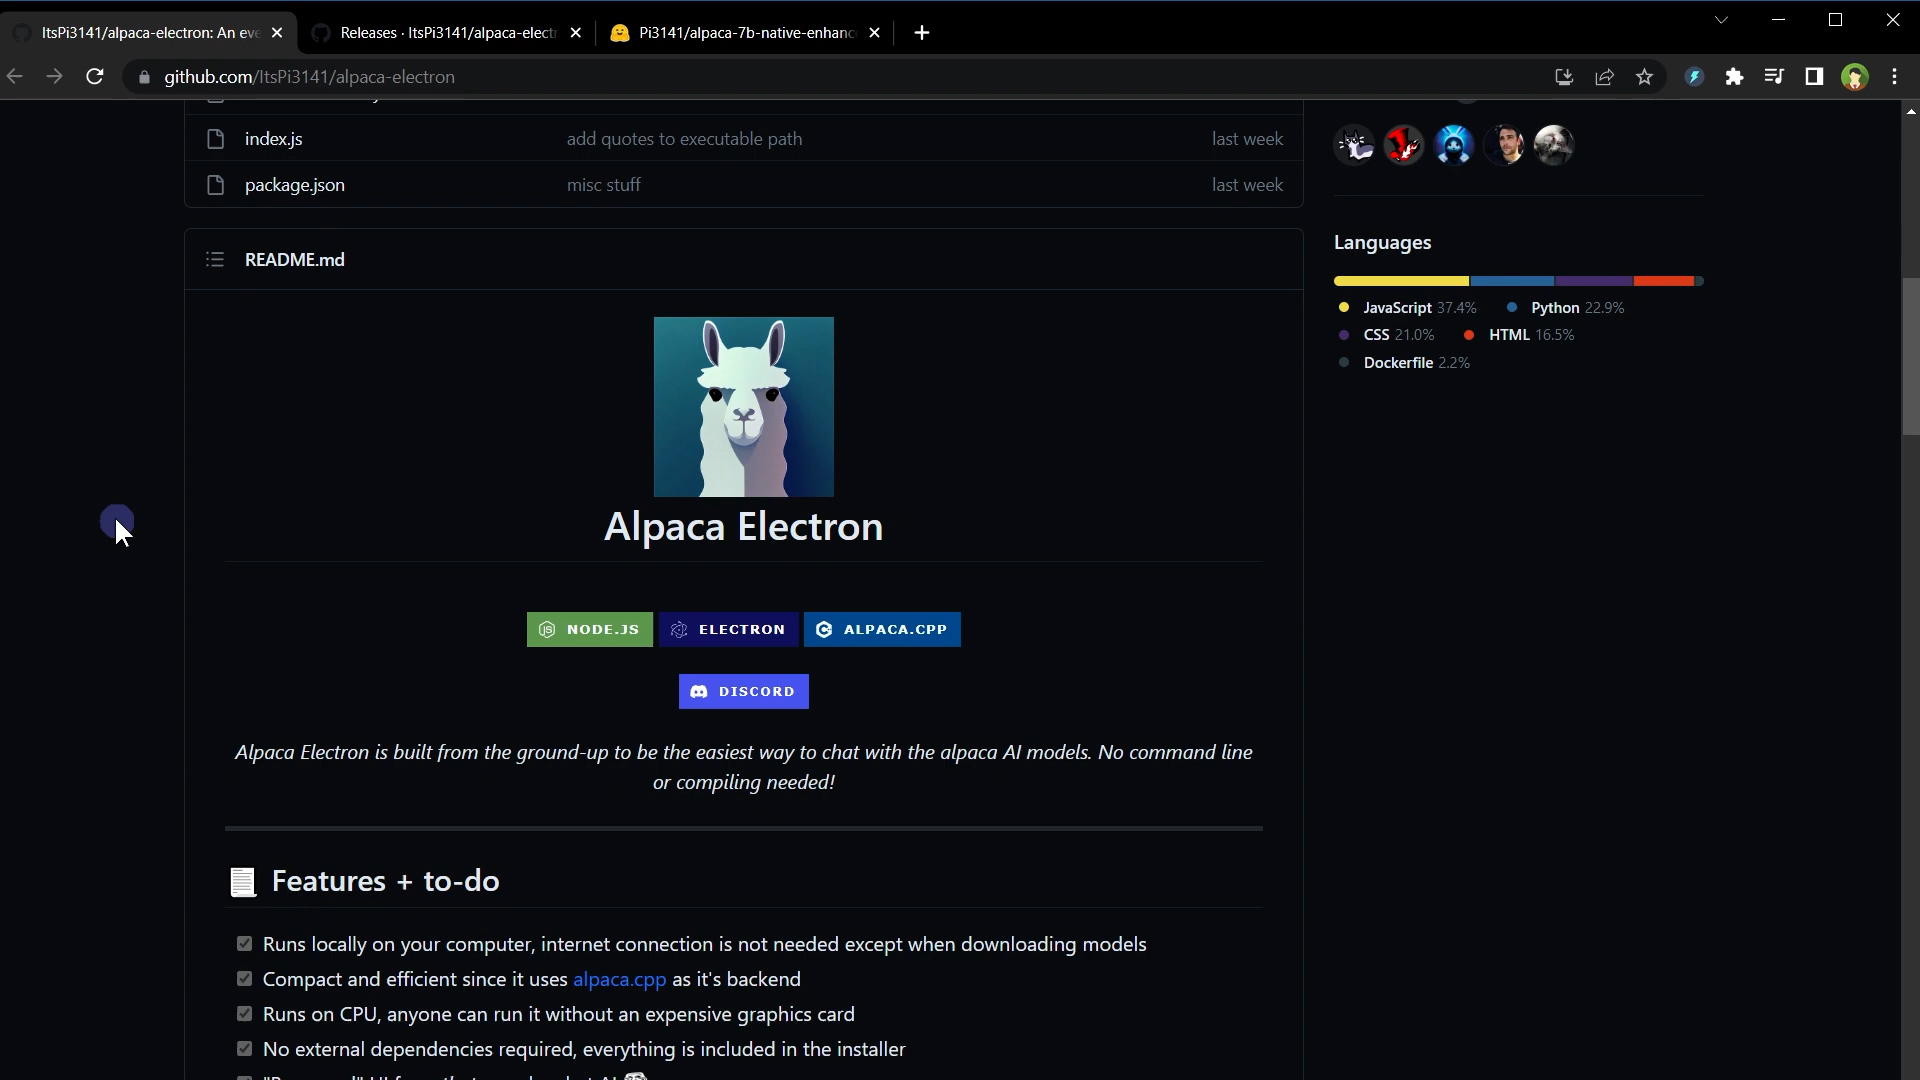 ItsPi3141/alpaca-electron: An eve
Releases · ItsPi3141/alpaca-elect
Pi3141/alpaca-7b-native-enhanc
github.com/ItsPi3141/alpaca-electron
index.js add quotes to executable path last week
package.json misc stuff last week
README.md
Languages
JavaScript 37.4% Python 22.9%
CSS 21.0% HTML 16.5%
Dockerfile 2.2%
Alpaca Electron
NODE.JS ELECTRON ALPACA.CPP
DISCORD
Alpaca Electron is built from the ground-up to be the easiest way to chat with the alpaca AI models. No command line
or compiling needed!
Features + to-do
Runs locally on your computer, internet connection is not needed except when downloading models
Compact and efficient since it uses alpaca.cpp as it's backend
Runs on CPU, anyone can run it without an expensive graphics card
No external dependencies required, everything is included in the installer